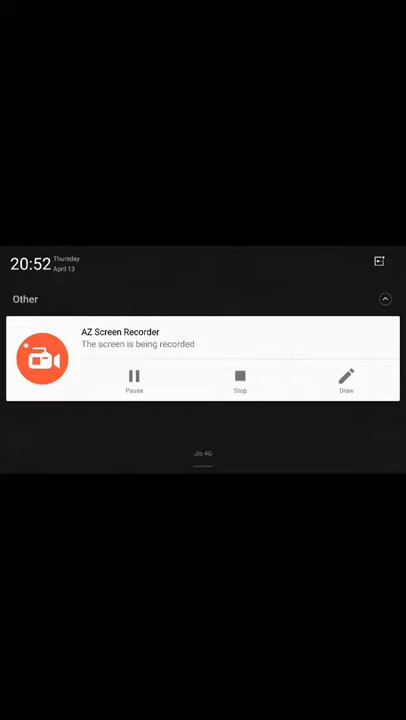 20:52
Thursday
April 13
Other
AZ Screen Recorder
The screen is being recorded
Pause
Stop
Draw
Jio 4G